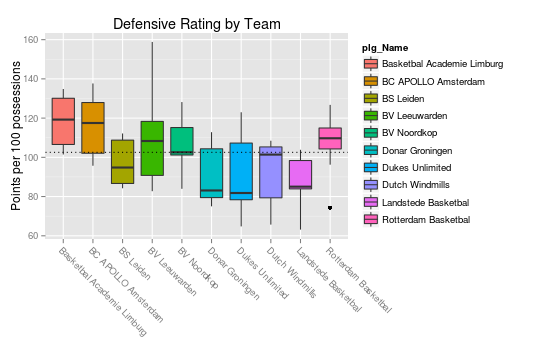 Defensive Rating by Team
Points per 100 possessions
160
140
120
100
80
60
Basketbal Academie Limburg
BC APOLLO Amsterdam
BS Leiden
BV Leeuwarden
BV Noordkop
Donar Groningen
Dukes Unlimited
Dutch Windmills
Landstede Basketbal
Rotterdam Basketbal
plg_Name
Basketbal Academie Limburg
BC APOLLO Amsterdam
BS Leiden
BV Leeuwarden
BV Noordkop
Donar Groningen
Dukes Unlimited
Dutch Windmills
Landstede Basketbal
Rotterdam Basketbal